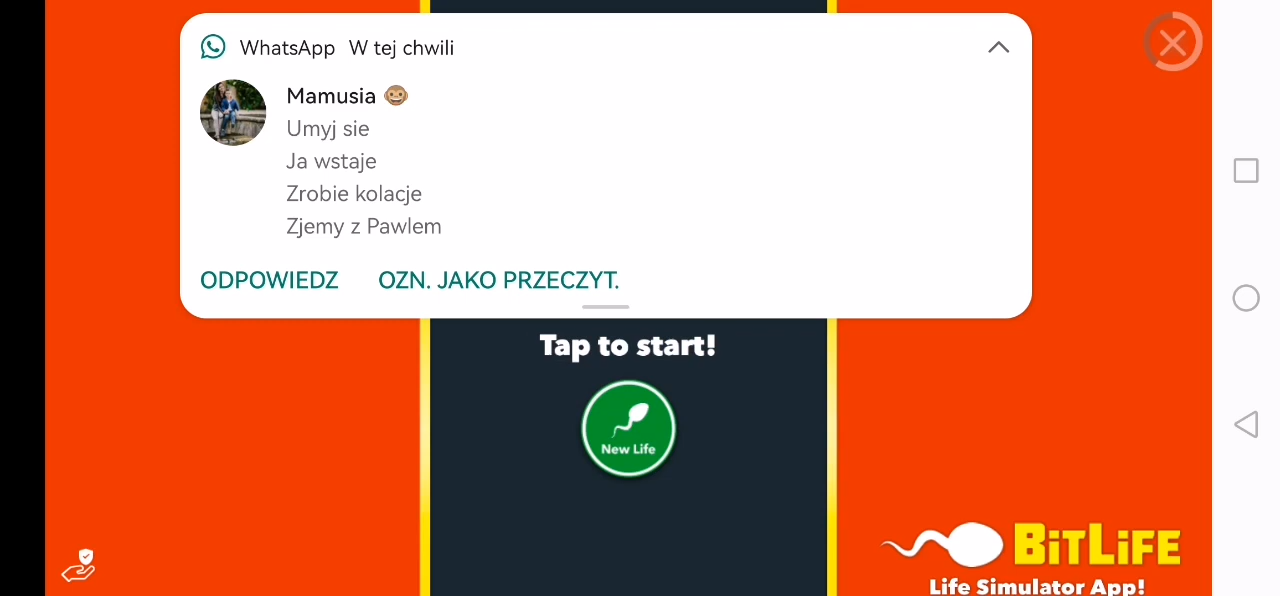 WhatsApp W tej chwili
Mamusia 🐵
Umyj sie
Ja wstaje
Zrobie kolacje
Zjemy z Pawlem
ODPOWIEDZ OZN. JAKO PRZECZYT.
Tap to start!
New Life
BiTLiFE
Life Simulator App!